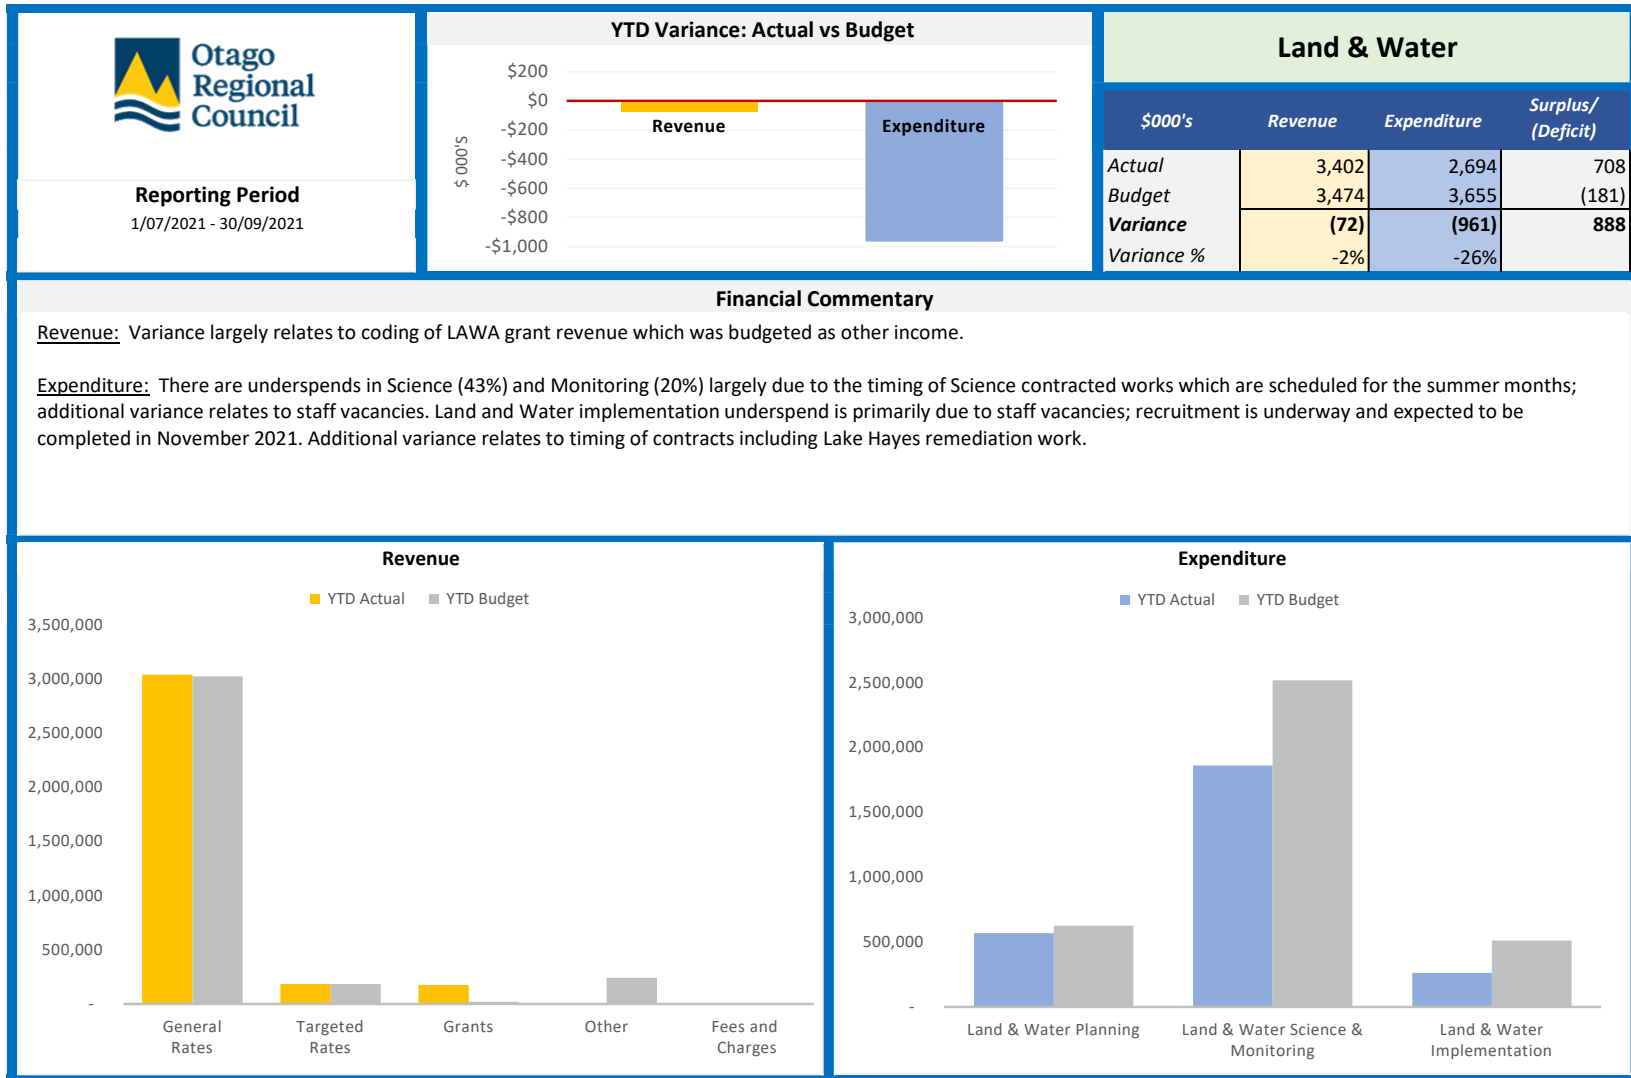 Otago
Regional
Council
Reporting Period
1/07/2021 - 30/09/2021
YTD Variance: Actual vs Budget
$ 000'S
$200
$0
-$200
-$400
-$600
-$800
-$1,000
Revenue
Expenditure
Land & Water
$000's Revenue Expenditure Surplus/ (Deficit)
Actual 3,402 2,694 708
Budget 3,474 3,655 (181)
Variance (72) (961) 888
Variance % -2% -26%
Financial Commentary
Revenue: Variance largely relates to coding of LAWA grant revenue which was budgeted as other income.
Expenditure: There are underspends in Science (43%) and Monitoring (20%) largely due to the timing of Science contracted works which are scheduled for the summer months;
additional variance relates to staff vacancies. Land and Water implementation underspend is primarily due to staff vacancies; recruitment is underway and expected to be
completed in November 2021. Additional variance relates to timing of contracts including Lake Hayes remediation work.
Revenue
YTD Actual YTD Budget
3,500,000
3,000,000
2,500,000
2,000,000
1,500,000
1,000,000
500,000
-
General Rates
Targeted Rates
Grants
Other
Fees and Charges
Expenditure
YTD Actual YTD Budget
3,000,000
2,500,000
2,000,000
1,500,000
1,000,000
500,000
-
Land & Water Planning
Land & Water Science & Monitoring
Land & Water Implementation